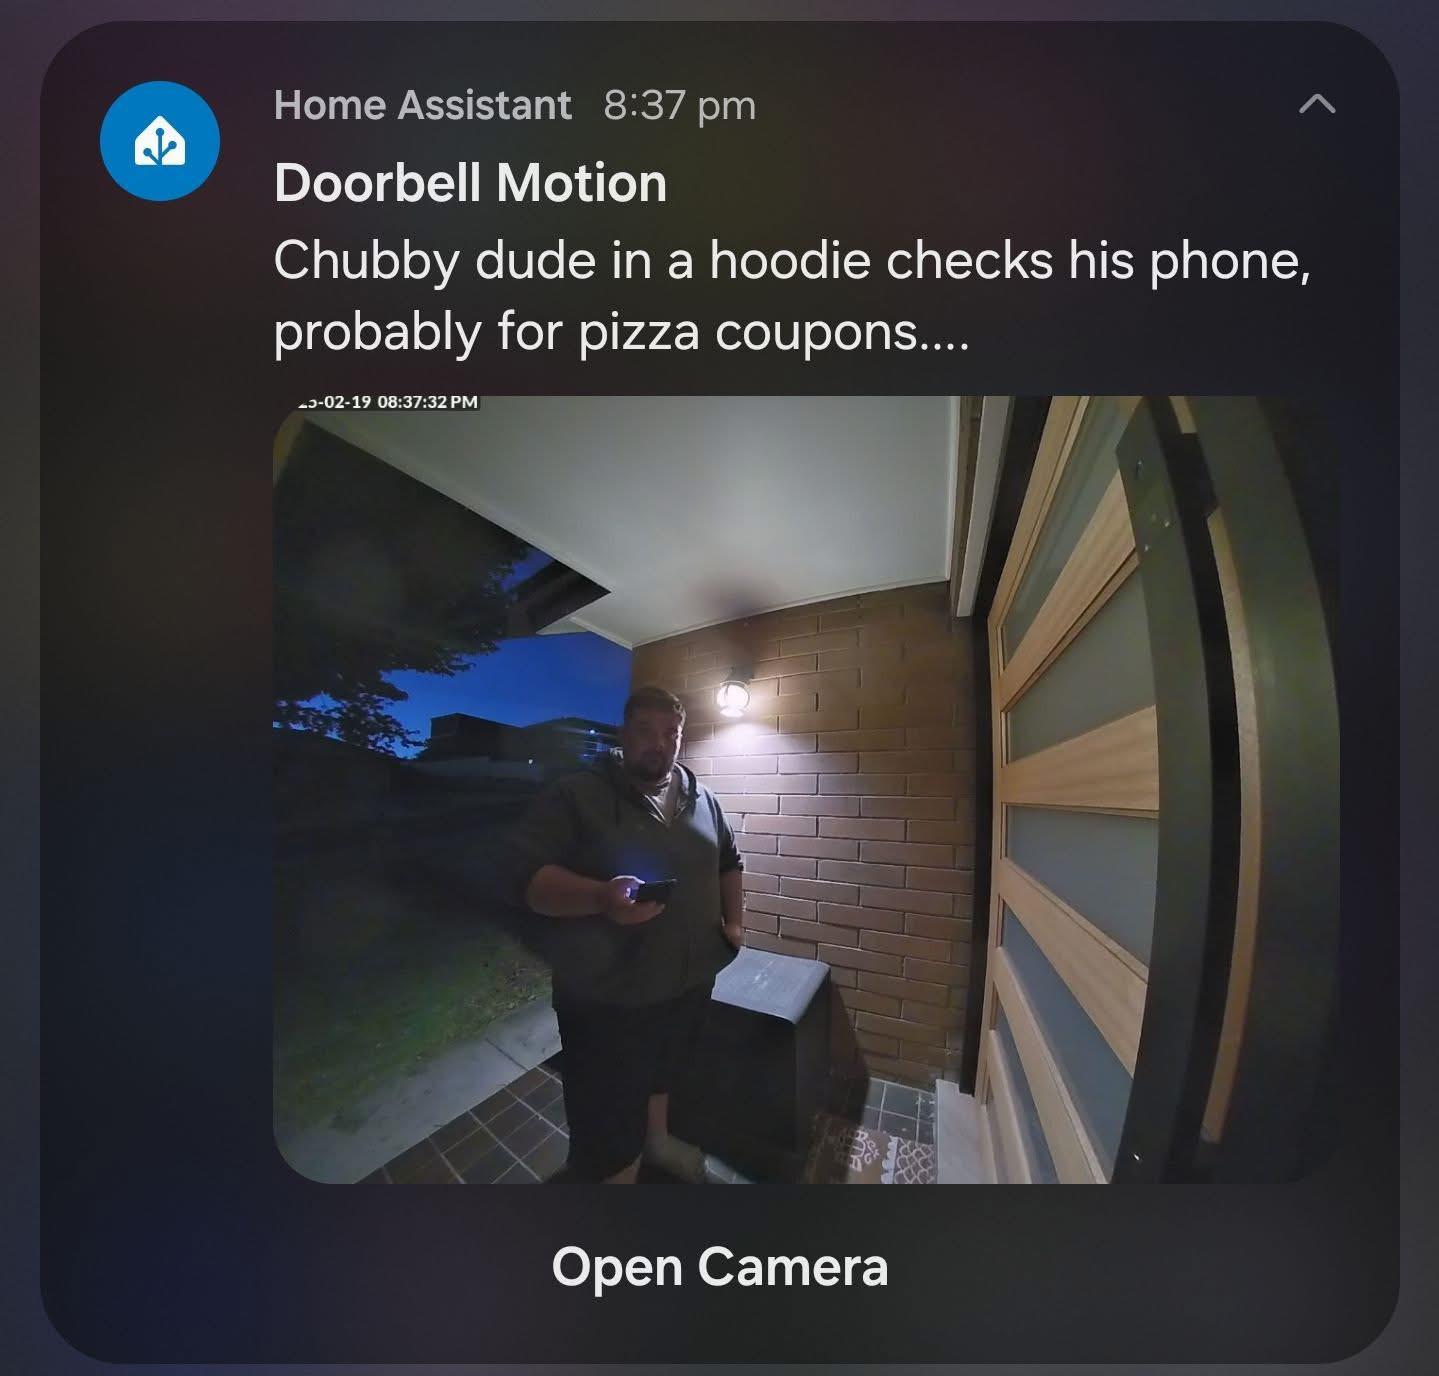 Home Assistant 8:37 pm
Doorbell Motion
Chubby dude in a hoodie checks his phone,
probably for pizza coupons....
-02-19 08:37:32 PM
Open Camera